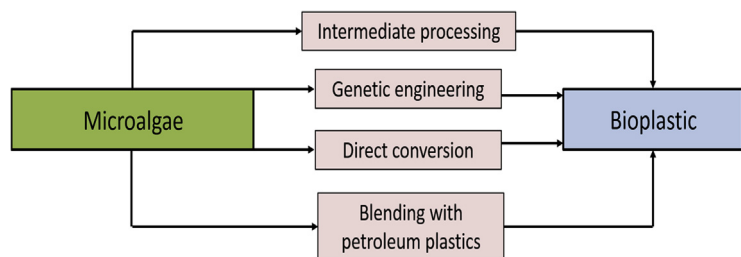 Intermediate processing
Genetic engineering
Microalgae
Bioplastic
Direct conversion
Blending with
petroleum plastics